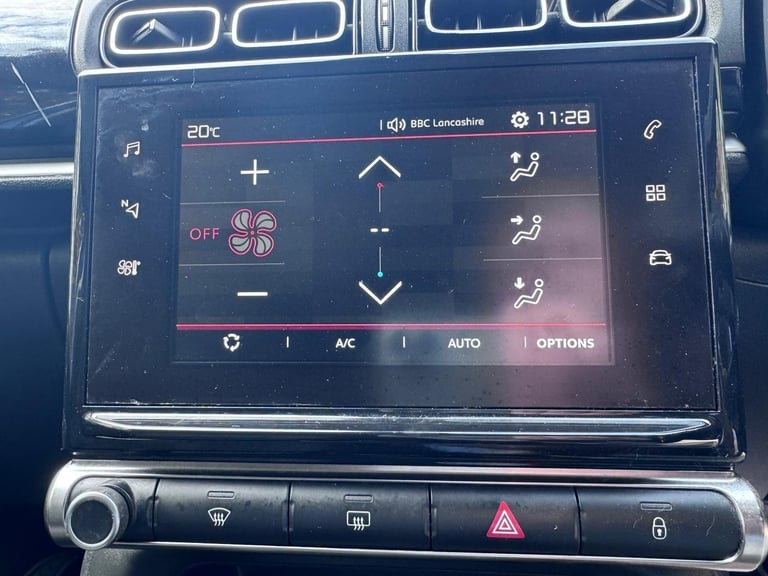 20°C
BBC Lancashire
11:28
N
OFF
--
A/C
AUTO
OPTIONS